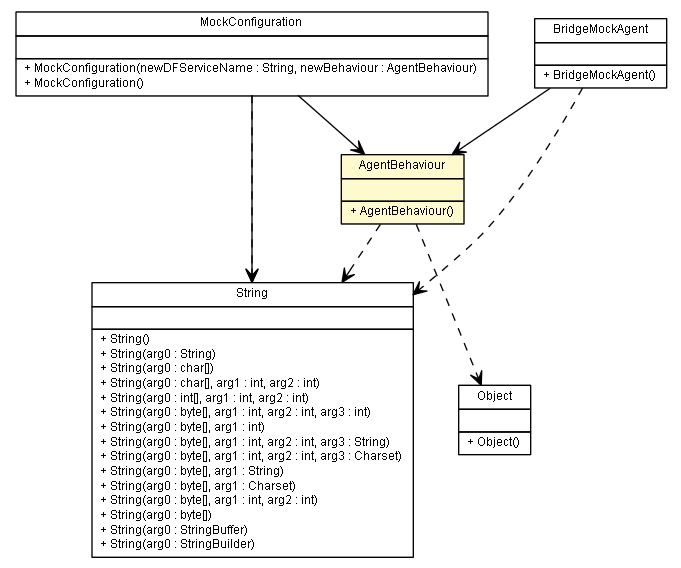 MockConfiguration
+ MockConfiguration(newDFServiceName : String, newBehaviour : AgentBehaviour)
+ MockConfiguration()
BridgeMockAgent
+ BridgeMockAgent()
AgentBehaviour
+ AgentBehaviour()
String
+ String()
+ String(arg0 : String)
+ String(arg0 : char[])
+ String(arg0 : char[], arg1 : int, arg2 : int)
+ String(arg0 : int[], arg1 : int, arg2 : int)
+ String(arg0 : byte[], arg1 : int, arg2 : int, arg3 : int)
+ String(arg0 : byte[], arg1 : int)
+ String(arg0 : byte[], arg1 : int, arg2 : int, arg3 : String)
+ String(arg0 : byte[], arg1 : int, arg2 : int, arg3 : Charset)
+ String(arg0 : byte[], arg1 : String)
+ String(arg0 : byte[], arg1 : Charset)
+ String(arg0 : byte[], arg1 : int, arg2 : int)
+ String(arg0 : byte[])
+ String(arg0 : StringBuffer)
+ String(arg0 : StringBuilder)
Object
+ Object()